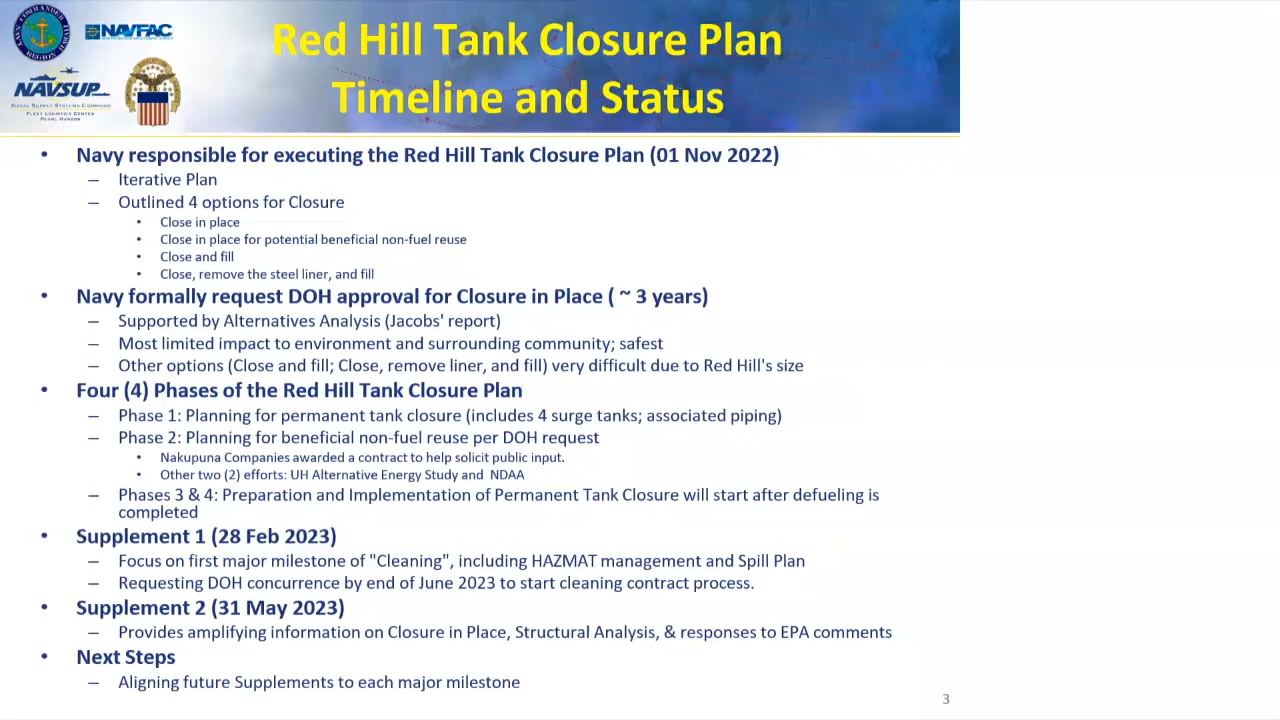 NAVFAC
NAVSUP
NAVAL SUPPLY SYSTEMS COMMAND
FLEET LOGISTICS CENTER
PEARL HARBOR
Red Hill Tank Closure Plan
Timeline and Status
• Navy responsible for executing the Red Hill Tank Closure Plan (01 Nov 2022)
– Iterative Plan
– Outlined 4 options for Closure
• Close in place
• Close in place for potential beneficial non-fuel reuse
• Close and fill
• Close, remove the steel liner, and fill
• Navy formally request DOH approval for Closure in Place ( ~ 3 years)
– Supported by Alternatives Analysis (Jacobs' report)
– Most limited impact to environment and surrounding community; safest
– Other options (Close and fill; Close, remove liner, and fill) very difficult due to Red Hill's size
• Four (4) Phases of the Red Hill Tank Closure Plan
– Phase 1: Planning for permanent tank closure (includes 4 surge tanks; associated piping)
– Phase 2: Planning for beneficial non-fuel reuse per DOH request
• Nakupuna Companies awarded a contract to help solicit public input.
• Other two (2) efforts: UH Alternative Energy Study and NDAA
– Phases 3 & 4: Preparation and Implementation of Permanent Tank Closure will start after defueling is
completed
• Supplement 1 (28 Feb 2023)
– Focus on first major milestone of "Cleaning", including HAZMAT management and Spill Plan
– Requesting DOH concurrence by end of June 2023 to start cleaning contract process.
• Supplement 2 (31 May 2023)
– Provides amplifying information on Closure in Place, Structural Analysis, & responses to EPA comments
• Next Steps
– Aligning future Supplements to each major milestone
3